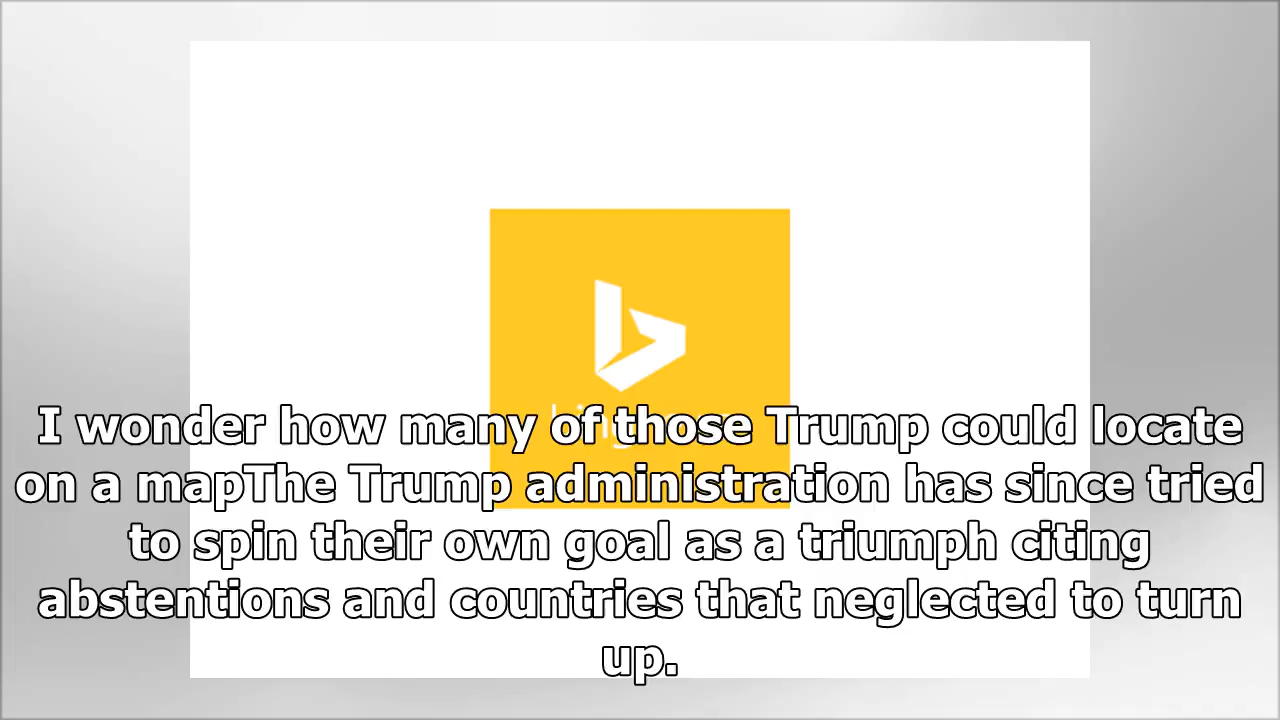 I wonder how many of those Trump could locate
on a mapThe Trump administration has since tried
to spin their own goal as a triumph citing
abstentions and countries that neglected to turn
up.